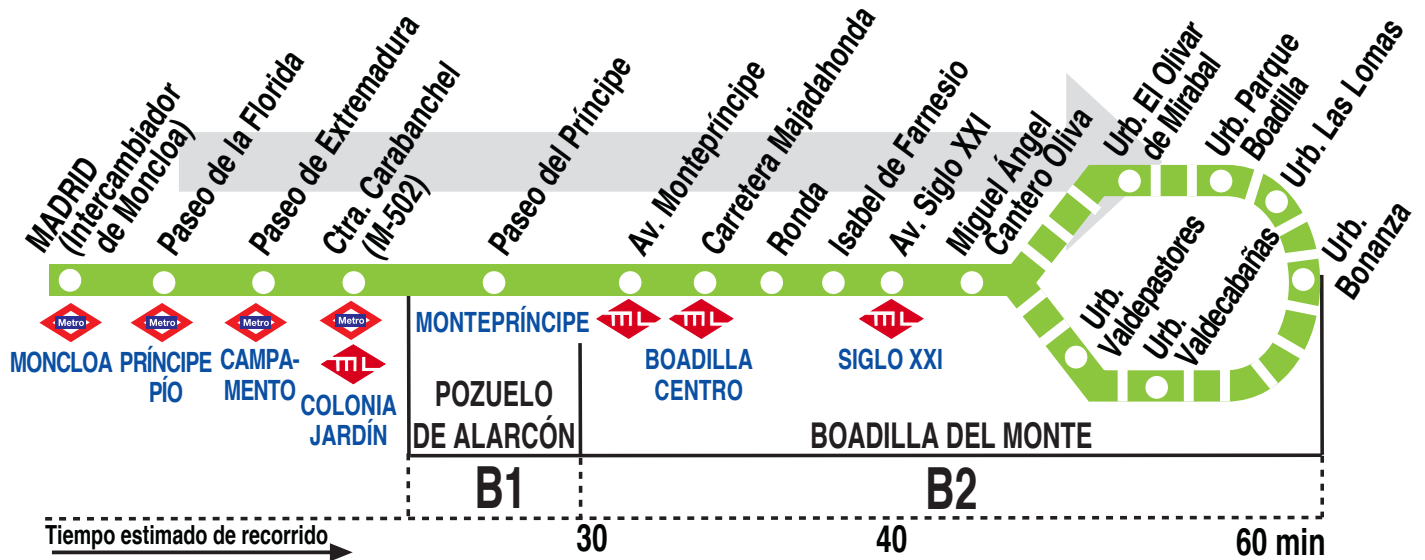 MADRID
(Intercambiador
de Moncloa)
Paseo de la Florida
Paseo de Extremadura
Ctra. Carabanchel
(M-502)
Paseo del Príncipe
Av. Montepríncipe
Carretera Majadahonda
Ronda
Isabel de Farnesio
Av. Siglo XXI
Miguel Ángel
Cantero Oliva
Urb. El Olivar
de Mirabal
Urb. Parque
Boadilla
Urb. Las Lomas
Urb.
Bonanza
Urb.
Valdecabañas
Urb.
Valdepastores
Metro
MONCLOA
Metro
PRÍNCIPE
PÍO
Metro
CAMPA-
MENTO
Metro
ML
COLONIA
JARDÍN
MONTEPRÍNCIPE
ML
ML
BOADILLA
CENTRO
ML
SIGLO XXI
POZUELO
DE ALARCÓN
BOADILLA DEL MONTE
B1
B2
Tiempo estimado de recorrido
30
40
60 min